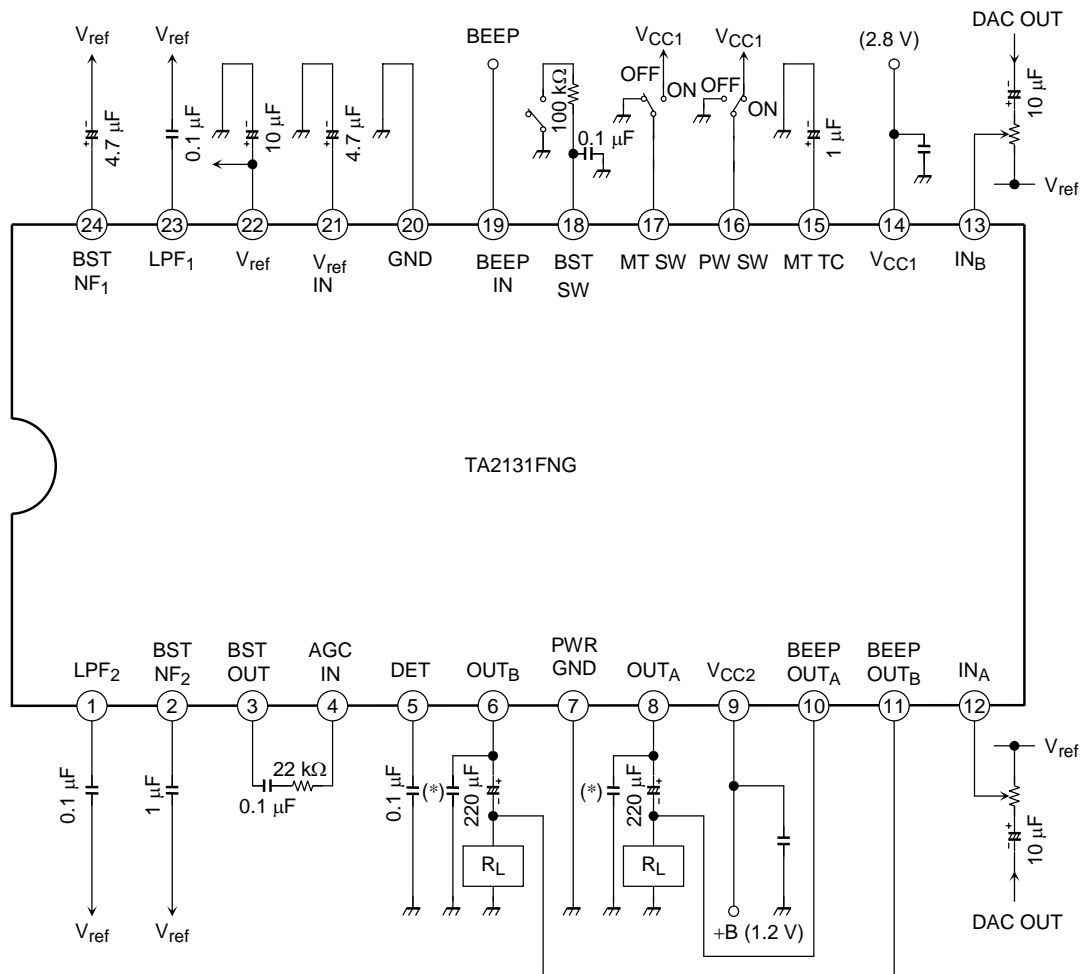 Vref
Vref
BEEP
VCC1
VCC1
(2.8 V)
DAC OUT
OFF
ON
OFF
ON
4.7 µF
0.1 µF
10 µF
4.7 µF
100 kΩ
0.1 µF
1 µF
10 µF
Vref
+ -
24
23
22
21
20
19
18
17
16
15
14
13
BST NF1
LPF1
Vref
Vref IN
GND
BEEP IN
BST SW
MT SW
PW SW
MT TC
VCC1
INB
TA2131FNG
LPF2
BST NF2
BST OUT
AGC IN
DET
OUTB
PWR GND
OUTA
VCC2
BEEP OUTA
BEEP OUTB
INA
1
2
3
4
5
6
7
8
9
10
11
12
Vref
0.1 µF
1 µF
0.1 µF
22 kΩ
0.1 µF
(*)
220 µF
(*)
220 µF
10 µF
RL
RL
+B (1.2 V)
DAC OUT
Vref
Vref